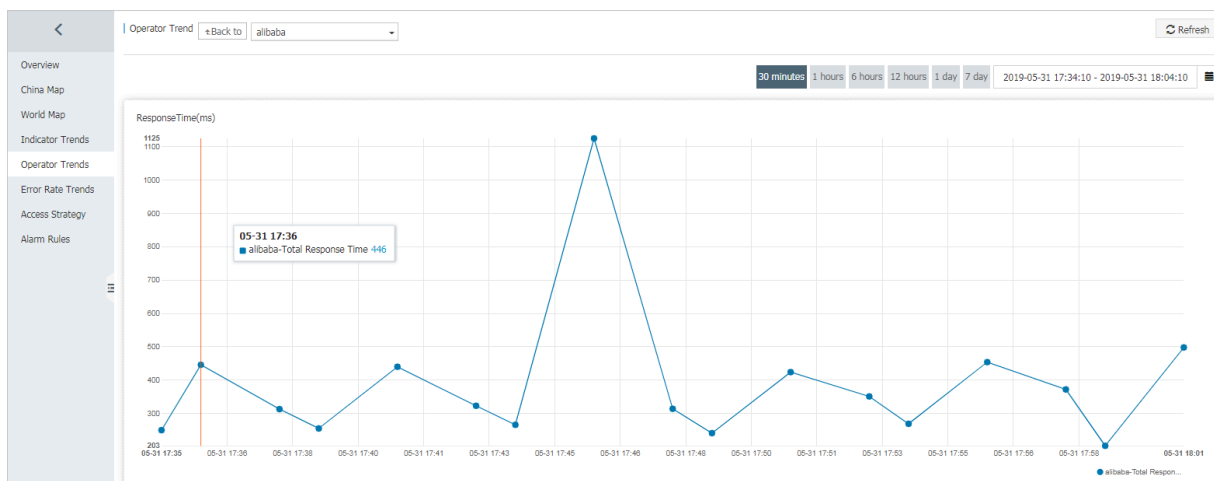 Operator Trend
Back to
alibaba
Refresh
Overview
China Map
World Map
Indicator Trends
Operator Trends
Error Rate Trends
Access Strategy
Alarm Rules
30 minutes 1 hours 6 hours 12 hours 1 day 7 day 2019-05-31 17:34:10 - 2019-05-31 18:04:10
ResponseTime(ms)
1125
1100
1000
900
800
700
600
500
400
300
203
05-31 17:36
alibaba-Total Response Time 446
05-31 17:35 05-31 17:36 05-31 17:38 05-31 17:40 05-31 17:41 05-31 17:43 05-31 17:45 05-31 17:46 05-31 17:48 05-31 17:50 05-31 17:51 05-31 17:53 05-31 17:55 05-31 17:56 05-31 17:58 05-31 18:01
alibaba-Total Respon...